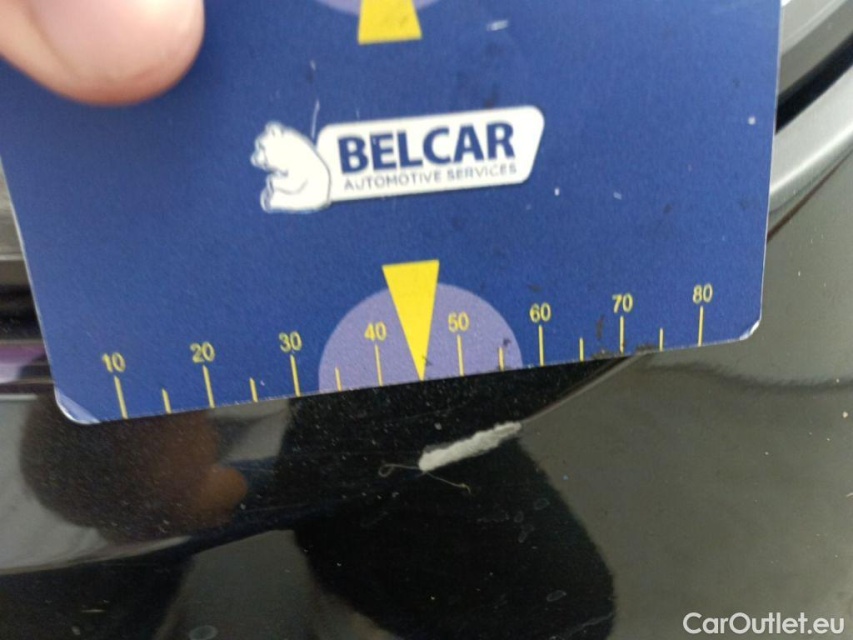 BELCAR
AUTOMOTIVE SERVICES
10 20 30 40 50 60 70 80
CarOutlet.eu